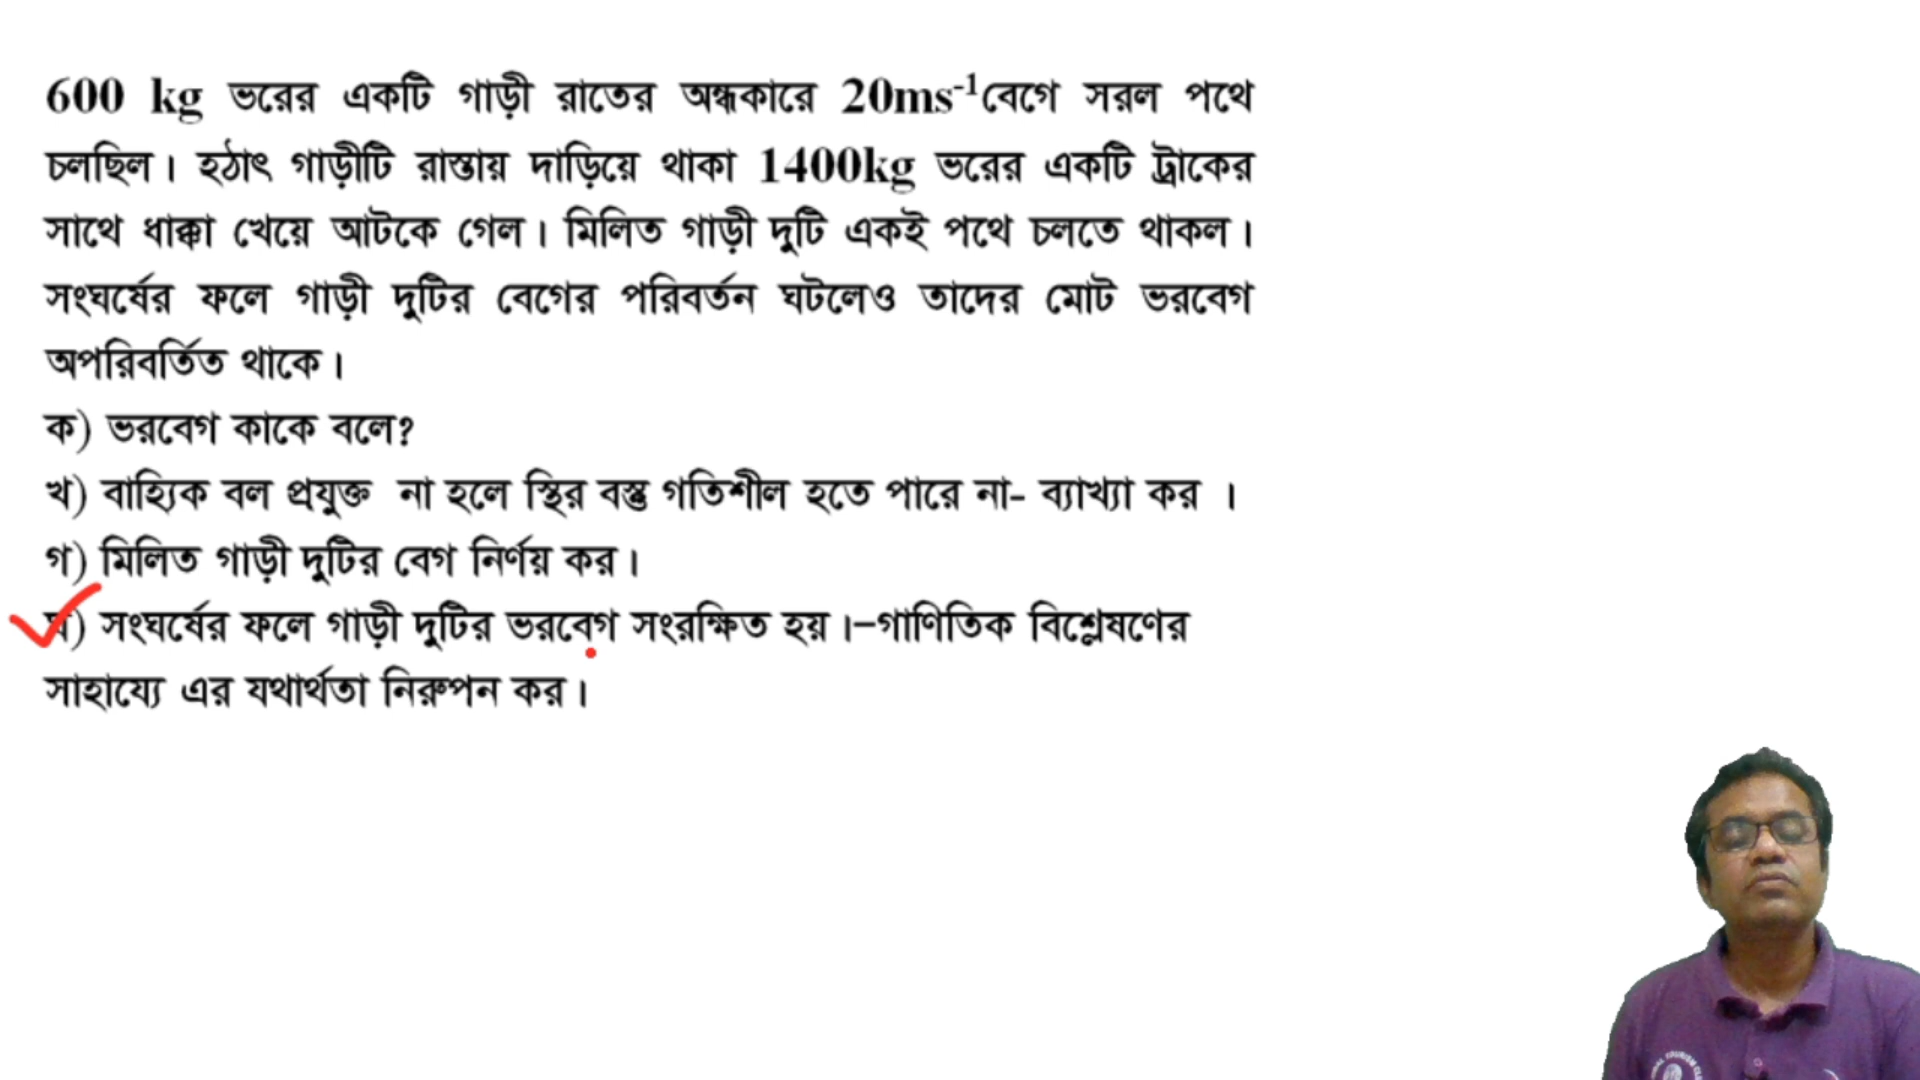 600 kg ভরের একটি গাড়ী রাতের অন্ধকারে 20ms⁻¹বেগে সরল পথে
চলছিল। হঠাৎ গাড়ীটি রাস্তায় দাড়িয়ে থাকা 1400kg ভরের একটি ট্রাকের
সাথে ধাক্কা খেয়ে আটকে গেল। মিলিত গাড়ী দুটি একই পথে চলতে থাকল।
সংঘর্ষের ফলে গাড়ী দুটির বেগের পরিবর্তন ঘটলেও তাদের মোট ভরবেগ
অপরিবর্তিত থাকে।
ক) ভরবেগ কাকে বলে?
খ) বাহ্যিক বল প্রযুক্ত না হলে স্থির বস্তু গতিশীল হতে পারে না- ব্যাখ্যা কর ।
গ) মিলিত গাড়ী দুটির বেগ নির্ণয় কর।
ঘ) সংঘর্ষের ফলে গাড়ী দুটির ভরবেগ সংরক্ষিত হয়।–গাণিতিক বিশ্লেষণের
সাহায্যে এর যথার্থতা নিরুপন কর।